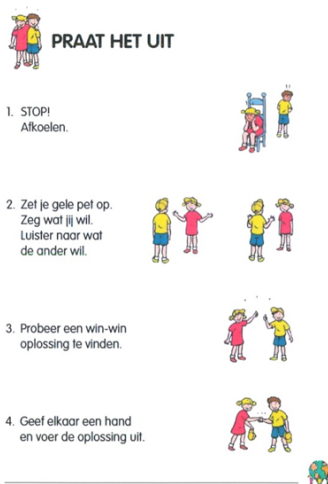 PRAAT HET UIT
1. STOP!
Afkoelen.
2. Zet je gele pet op.
Zeg wat jij wil.
Luister naar wat
de ander wil.
3. Probeer een win-win
oplossing te vinden.
4. Geef elkaar een hand
en voer de oplossing uit.